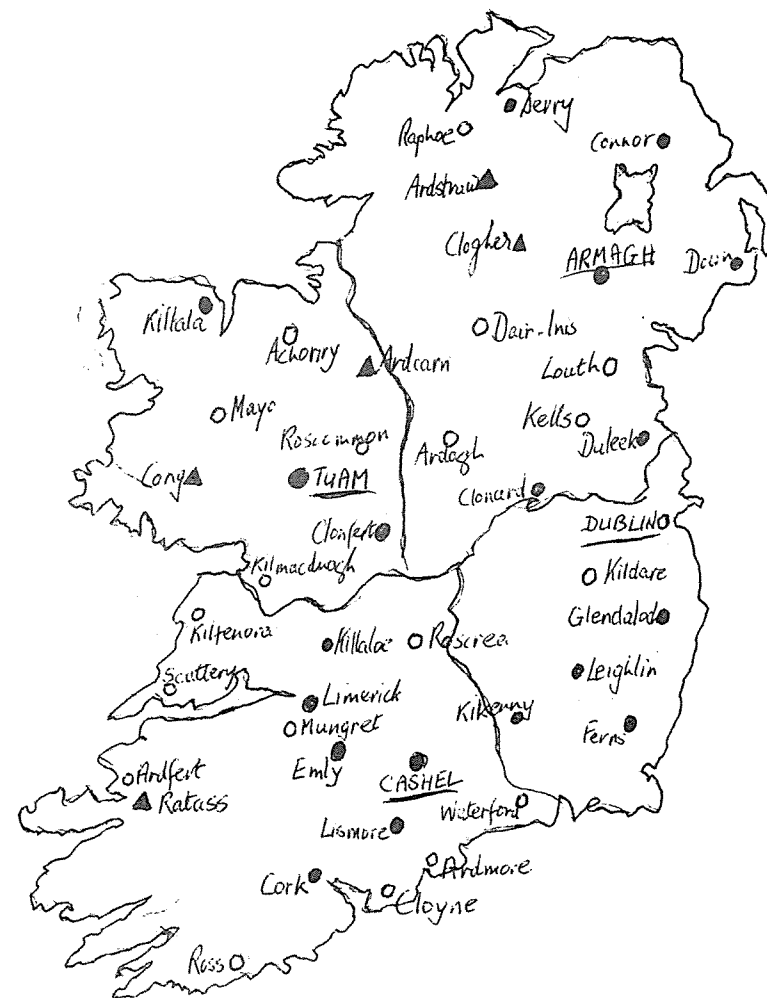 Derry
Raphoe
Connor
Ardstraw
Clogher
ARMAGH
Down
Killala
Achonry
Dair-Inis
Ardcarn
Louth
Mayo
Kells
Roscommon
Ardagh
Duleek
Cong
TUAM
Clonard
Clonfert
DUBLIN
Kilmacduagh
Kildare
Kilfenora
Killaloe
Roscrea
Glendaloch
Scattery
Leighlin
Limerick
Mungret
Kilkenny
Ferns
Emly
Ardfert
CASHEL
Ratass
Waterford
Lismore
Ardmore
Cork
Cloyne
Ross